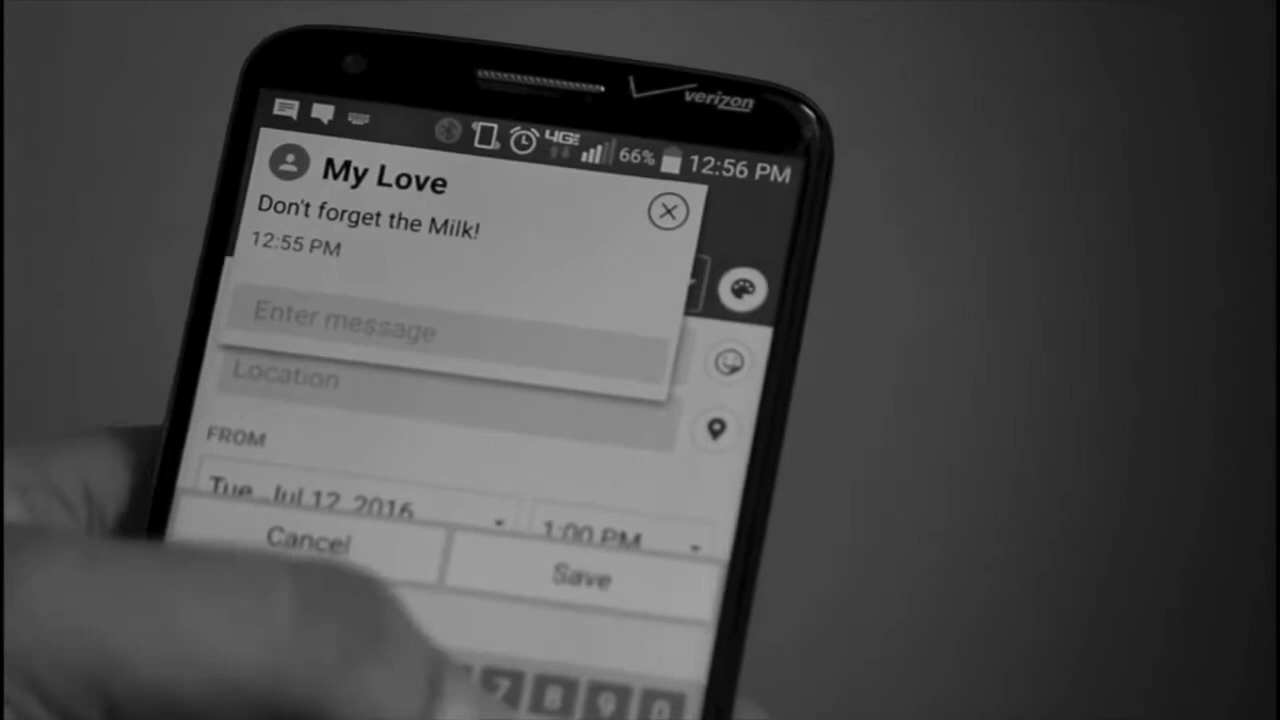 verizon
4G
66%
12:56 PM
My Love
Don't forget the Milk!
12:55 PM
Enter message
Location
FROM
Tue, Jul 12, 2016
1:00 PM
Cancel
Save
7 8 9 0